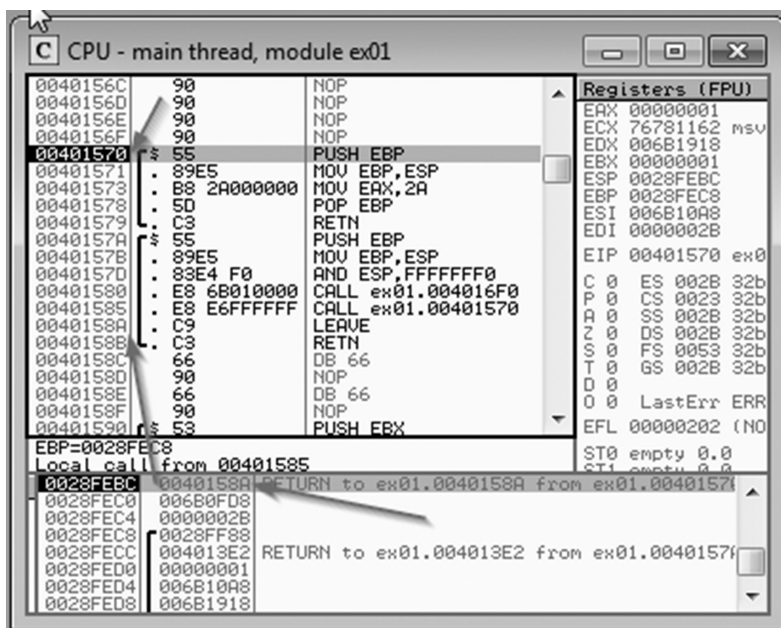 C CPU - main thread, module ex01
0040156C 90 NOP
0040156D 90 NOP
0040156E 90 NOP
0040156F 90 NOP
00401570 $ 55 PUSH EBP
00401571 . 89E5 MOV EBP,ESP
00401573 . B8 2A000000 MOV EAX,2A
00401578 . 5D POP EBP
00401579 . C3 RETN
0040157A $ 55 PUSH EBP
0040157B . 89E5 MOV EBP,ESP
0040157D . 83E4 F0 AND ESP,FFFFFFF0
00401580 . E8 6B010000 CALL ex01.004016F0
00401585 . E8 E6FFFFFF CALL ex01.00401570
0040158A . C9 LEAVE
0040158B . C3 RETN
0040158C 66 DB 66
0040158D 90 NOP
0040158E 66 DB 66
0040158F 90 NOP
00401590 $ 53 PUSH EBX
EBP=0028FEC8
Local call from 00401585
Registers (FPU)
EAX 00000001
ECX 76781162 msv
EDX 006B1918
EBX 00000001
ESP 0028FEBC
EBP 0028FEC8
ESI 006B10A8
EDI 0000002B
EIP 00401570 ex0
C 0 ES 002B 32b
P 0 CS 0023 32b
A 0 SS 002B 32b
Z 0 DS 002B 32b
S 0 FS 0053 32b
T 0 GS 002B 32b
D 0
O 0 LastErr ERR
EFL 00000202 (NO
ST0 empty 0.0
ST1 empty 0.0
0028FEBC 0040158A RETURN to ex01.0040158A from ex01.0040157
0028FEC0 006B0FD8
0028FEC4 0000002B
0028FEC8 0028FF88
0028FECC 004013E2 RETURN to ex01.004013E2 from ex01.0040157
0028FED0 00000001
0028FED4 006B10A8
0028FED8 006B1918